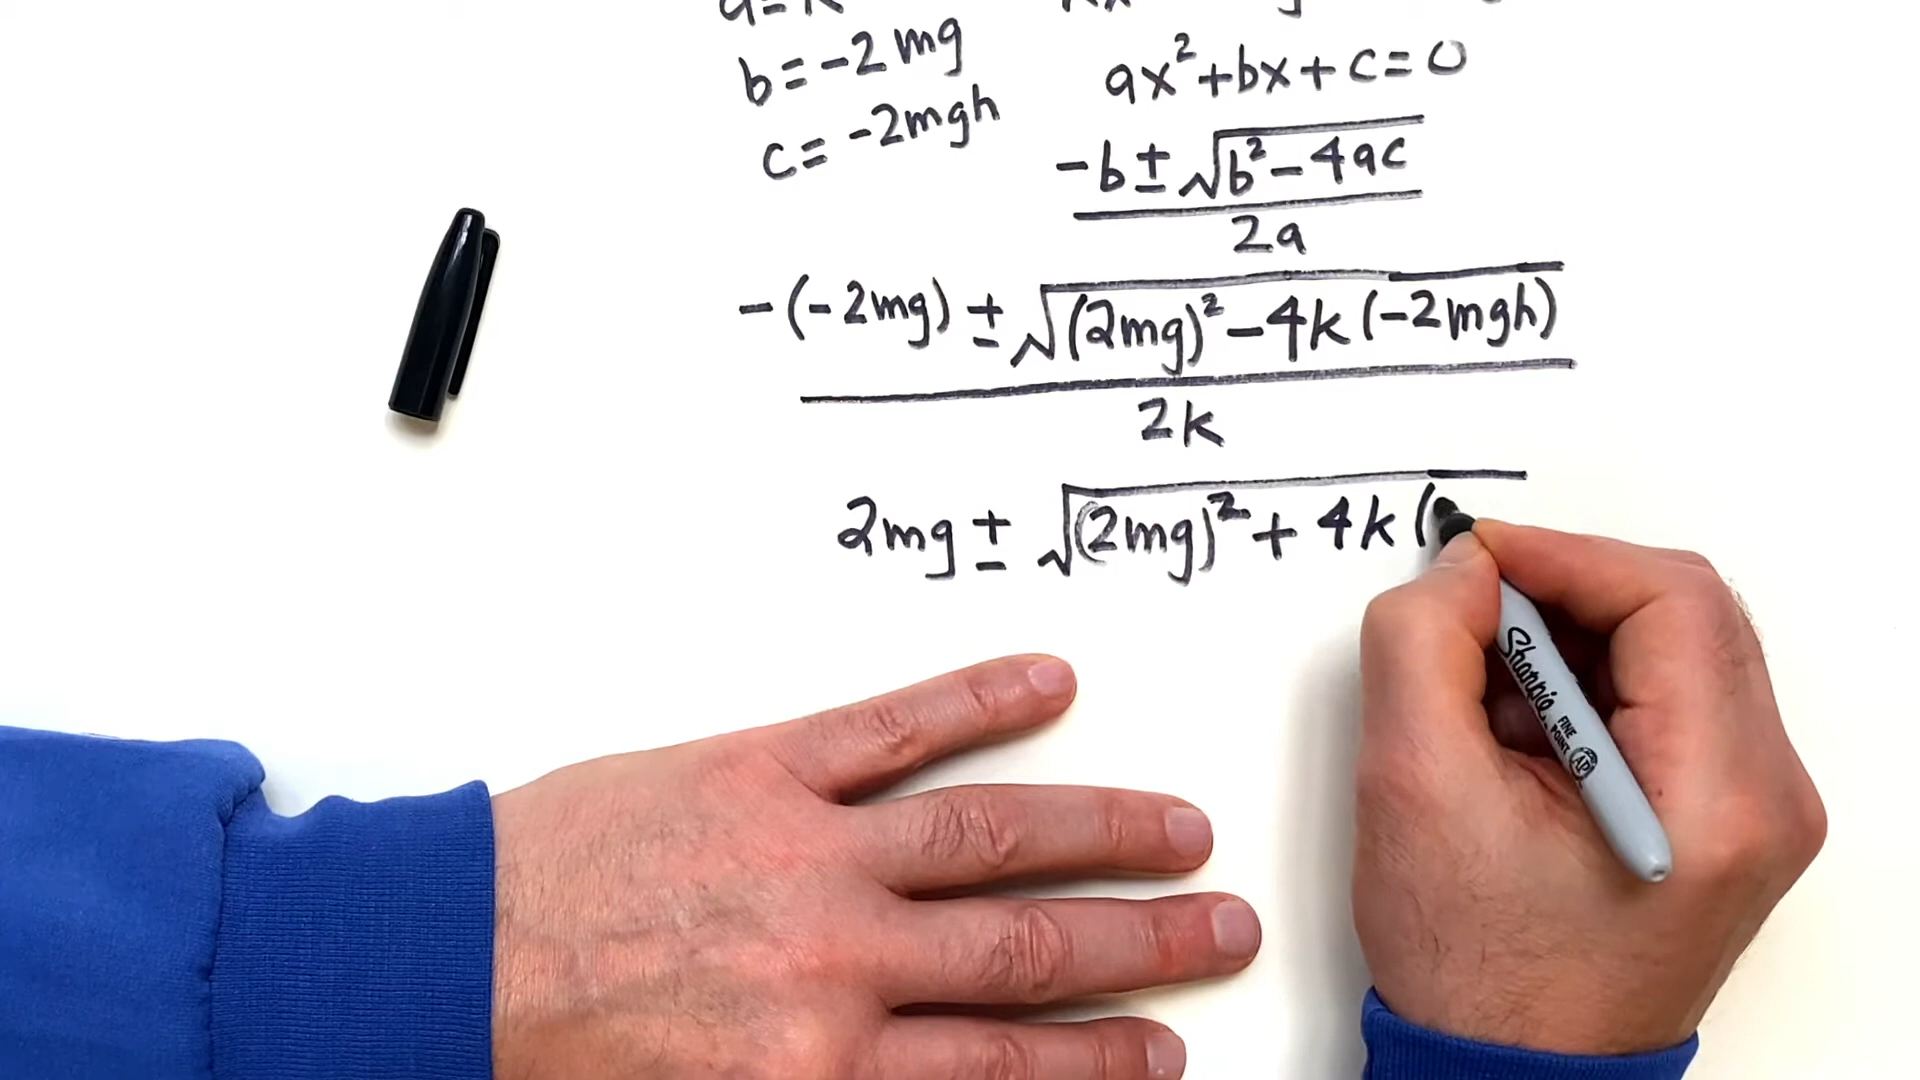 b = -2mg
ax² + bx + c = 0
c = -2mgh
-b ± √b² - 4ac
2a
-(-2mg) ± √(2mg)² - 4k(-2mgh)
2k
2mg ± √(2mg)² + 4k(
Sharpie.
FINE
POINT
AP